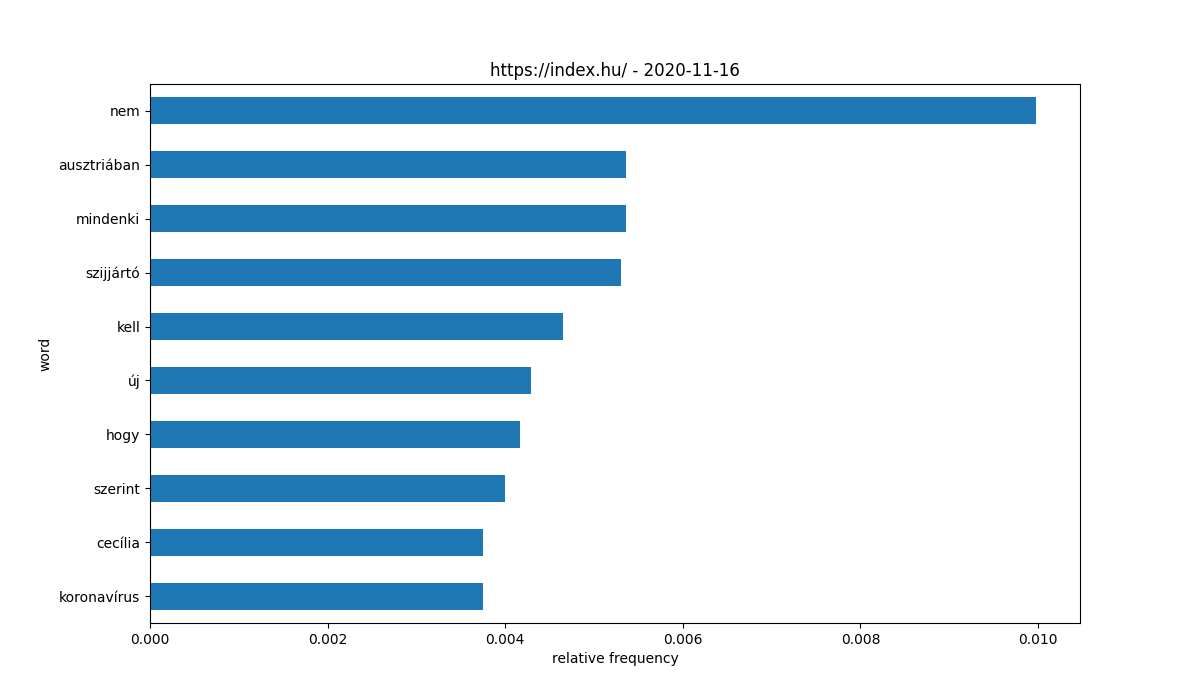 https://index.hu/ - 2020-11-16
nem
ausztriában
mindenki
szijjártó
kell
új
hogy
szerint
cecília
koronavírus
word
0.000 0.002 0.004 0.006 0.008 0.010
relative frequency